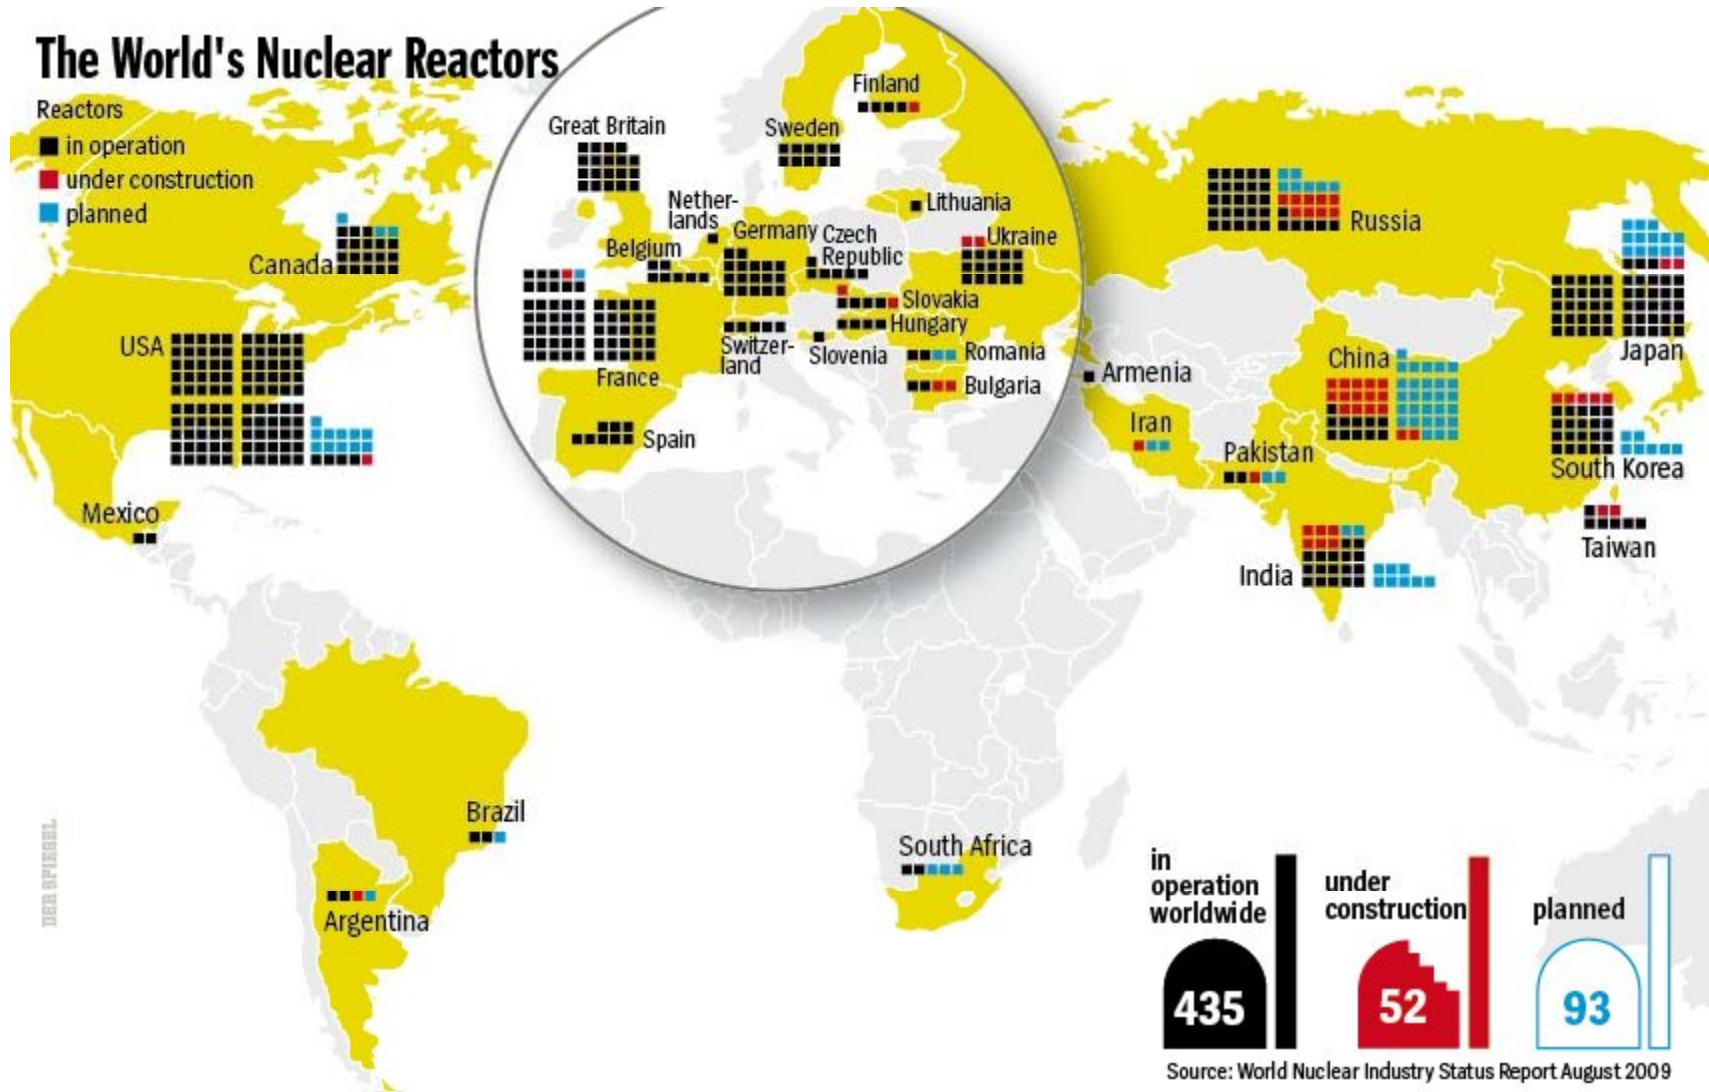 The World's Nuclear Reactors
Reactors
in operation
under construction
planned
Canada
USA
Mexico
Brazil
Argentina
Great Britain
Finland
Sweden
Nether-
lands
Lithuania
Belgium
Germany
Czech
Republic
Ukraine
Slovakia
Hungary
Switzer-
land
Slovenia
Romania
France
Bulgaria
Spain
Russia
Armenia
Iran
Pakistan
China
Japan
South Korea
Taiwan
India
South Africa
in
operation
worldwide
435
under
construction
52
planned
93
Source: World Nuclear Industry Status Report August 2009
DER SPIEGEL